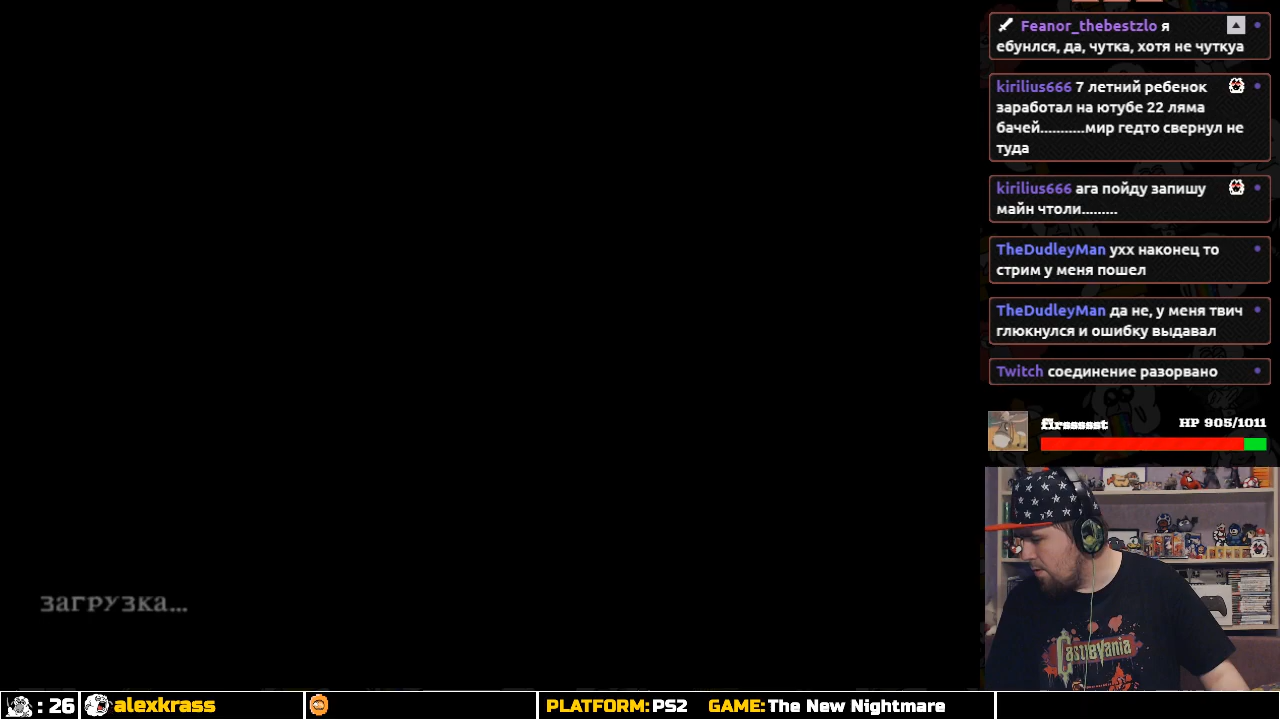 Feanor_thebestzlo я
ебунлся, да, чутка, хотя не чуткуа
kirilius666 7 летний ребенок
заработал на ютубе 22 ляма
бачей...........мир гедто свернул не
туда
kirilius666 ага пойду запишу
майн чтоли.........
TheDudleyMan ухх наконец то
стрим у меня пошел
TheDudleyMan да не, у меня твич
глюкнулся и ошибку выдавал
Twitch соединение разорвано
firssssst HP 905/1011
Castlevania
загрузка...
: 26 alexkrass PLATFORM: PS2 GAME: The New Nightmare